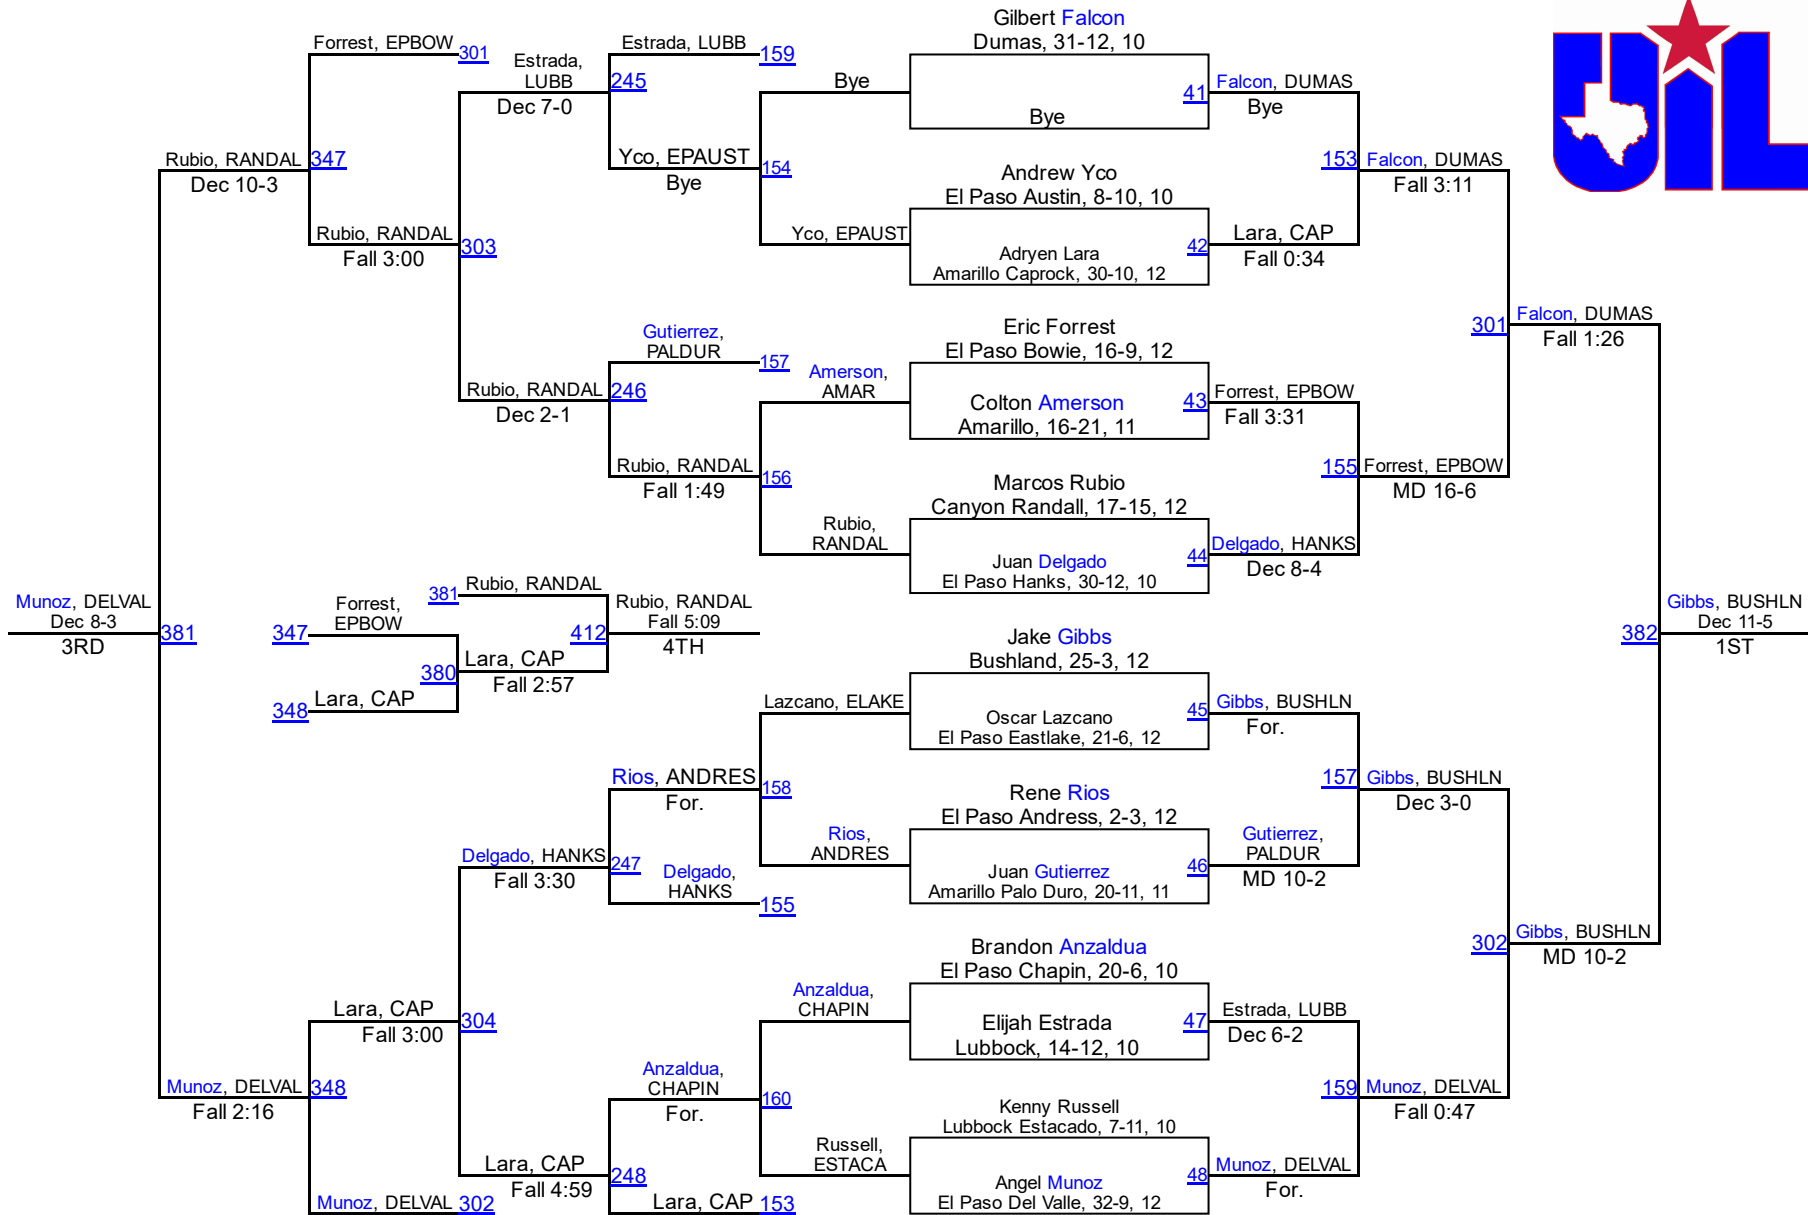 Gilbert Falcon
Dumas, 31-12, 10
Bye
Andrew Yco
El Paso Austin, 8-10, 10
Adryen Lara
Amarillo Caprock, 30-10, 12
Eric Forrest
El Paso Bowie, 16-9, 12
Colton Amerson
Amarillo, 16-21, 11
Marcos Rubio
Canyon Randall, 17-15, 12
Juan Delgado
El Paso Hanks, 30-12, 10
Jake Gibbs
Bushland, 25-3, 12
Oscar Lazcano
El Paso Eastlake, 21-6, 12
Rene Rios
El Paso Andress, 2-3, 12
Juan Gutierrez
Amarillo Palo Duro, 20-11, 11
Brandon Anzaldua
El Paso Chapin, 20-6, 10
Elijah Estrada
Lubbock, 14-12, 10
Kenny Russell
Lubbock Estacado, 7-11, 10
Angel Munoz
El Paso Del Valle, 32-9, 12
41
42
43
44
45
46
47
48
Falcon, DUMAS
Bye
Lara, CAP
Fall 0:34
Forrest, EPBOW
Fall 3:31
Delgado, HANKS
Dec 8-4
Gibbs, BUSHLN
For.
Gutierrez,
PALDUR
MD 10-2
Estrada, LUBB
Dec 6-2
Munoz, DELVAL
For.
153
155
157
159
Falcon, DUMAS
Fall 3:11
Forrest, EPBOW
MD 16-6
Gibbs, BUSHLN
Dec 3-0
Munoz, DELVAL
Fall 0:47
301
302
Falcon, DUMAS
Fall 1:26
Gibbs, BUSHLN
MD 10-2
382
Gibbs, BUSHLN
Dec 11-5
1ST
UIL
Bye
Yco, EPAUST
Amerson,
AMAR
Rubio,
RANDAL
Lazcano, ELAKE
Rios,
ANDRES
Anzaldua,
CHAPIN
Russell,
ESTACA
154
156
158
160
Estrada, LUBB
159
Yco, EPAUST
Bye
Gutierrez,
PALDUR
157
Rubio, RANDAL
Fall 1:49
Rios, ANDRES
For.
Delgado,
HANKS
155
Anzaldua,
CHAPIN
For.
Lara, CAP
153
245
246
247
248
Estrada,
LUBB
Dec 7-0
Rubio, RANDAL
Dec 2-1
Delgado, HANKS
Fall 3:30
Lara, CAP
Fall 4:59
303
304
Forrest, EPBOW
301
Rubio, RANDAL
Fall 3:00
Lara, CAP
Fall 3:00
Munoz, DELVAL
302
347
348
Rubio, RANDAL
Dec 10-3
Munoz, DELVAL
Fall 2:16
381
Munoz, DELVAL
Dec 8-3
3RD
347
Forrest,
EPBOW
348
Lara, CAP
380
381
Rubio, RANDAL
Lara, CAP
Fall 2:57
412
Rubio, RANDAL
Fall 5:09
4TH